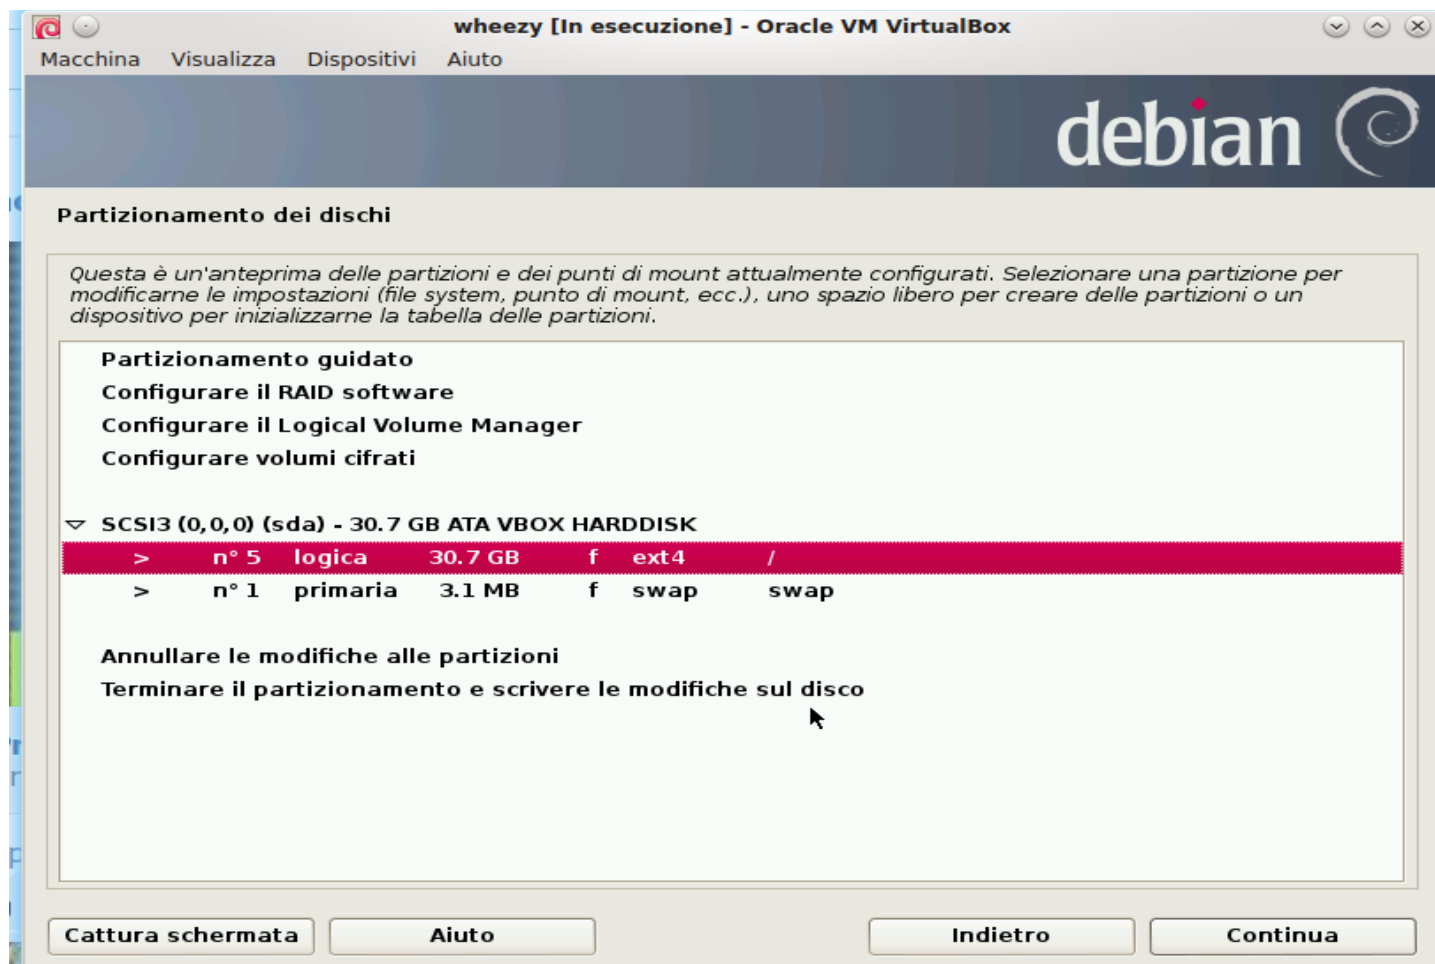 wheezy [In esecuzione] - Oracle VM VirtualBox
Macchina Visualizza Dispositivi Aiuto
debian
Partizionamento dei dischi
Questa è un'anteprima delle partizioni e dei punti di mount attualmente configurati. Selezionare una partizione per
modificarne le impostazioni (file system, punto di mount, ecc.), uno spazio libero per creare delle partizioni o un
dispositivo per inizializzarne la tabella delle partizioni.
Partizionamento guidato
Configurare il RAID software
Configurare il Logical Volume Manager
Configurare volumi cifrati
SCSI3 (0,0,0) (sda) - 30.7 GB ATA VBOX HARDDISK
> n° 5 logica 30.7 GB f ext4 /
> n° 1 primaria 3.1 MB f swap swap
Annullare le modifiche alle partizioni
Terminare il partizionamento e scrivere le modifiche sul disco
Cattura schermata Aiuto Indietro Continua